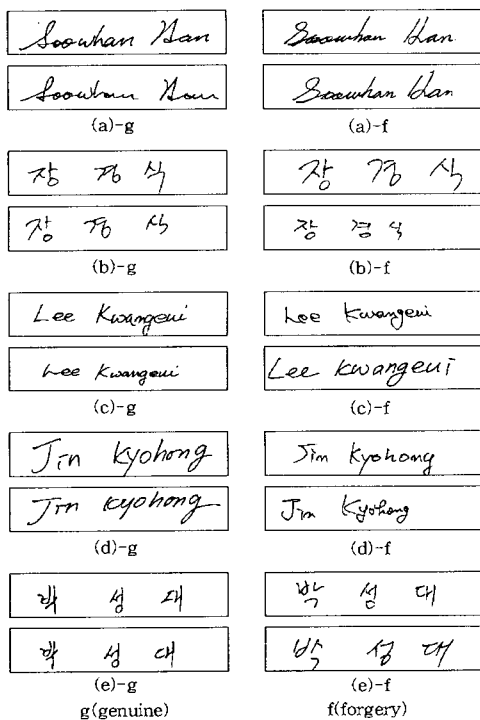 Soowhan Han Soowhan Han
Soowhan Han Soowhan Han
(a)-g (a)-f
장 경 식 장 경 식
장 경 식 장 경 식
(b)-g (b)-f
Lee Kwangeui Lee Kwangeui
Lee Kwangeui Lee Kwangeui
(c)-g (c)-f
Jin Kyohong Jin Kyohong
Jin Kyohong Jin Kyohong
(d)-g (d)-f
박 성 대 박 성 대
박 성 대 박 성 대
(e)-g (e)-f
g(genuine) f(forgery)